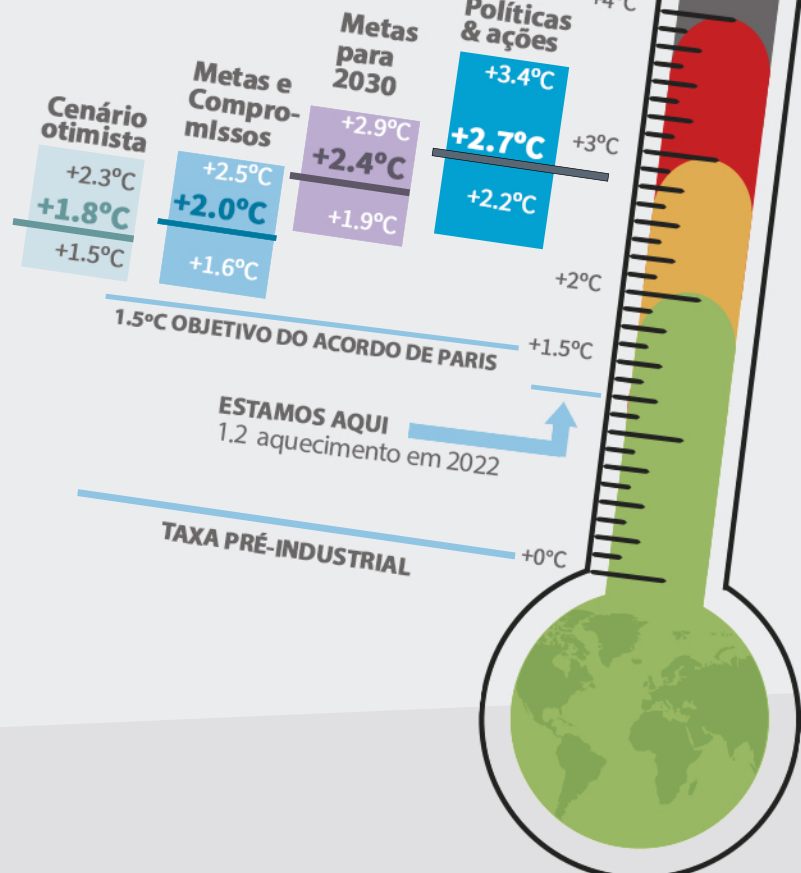 +4°C
Políticas
& ações
+3.4ºC
+2.7ºC
+2.2ºC
Metas
para
2030
+2.9ºC
+2.4ºC
+1.9ºC
Metas e
Compro-
mIssos
+2.5ºC
+2.0ºC
+1.6ºC
Cenário
otimista
+2.3ºC
+1.8ºC
+1.5ºC
+3ºC
+2ºC
1.5ºC OBJETIVO DO ACORDO DE PARIS
+1.5ºC
ESTAMOS AQUI
1.2 aquecimento em 2022
TAXA PRÉ-INDUSTRIAL
+0°C